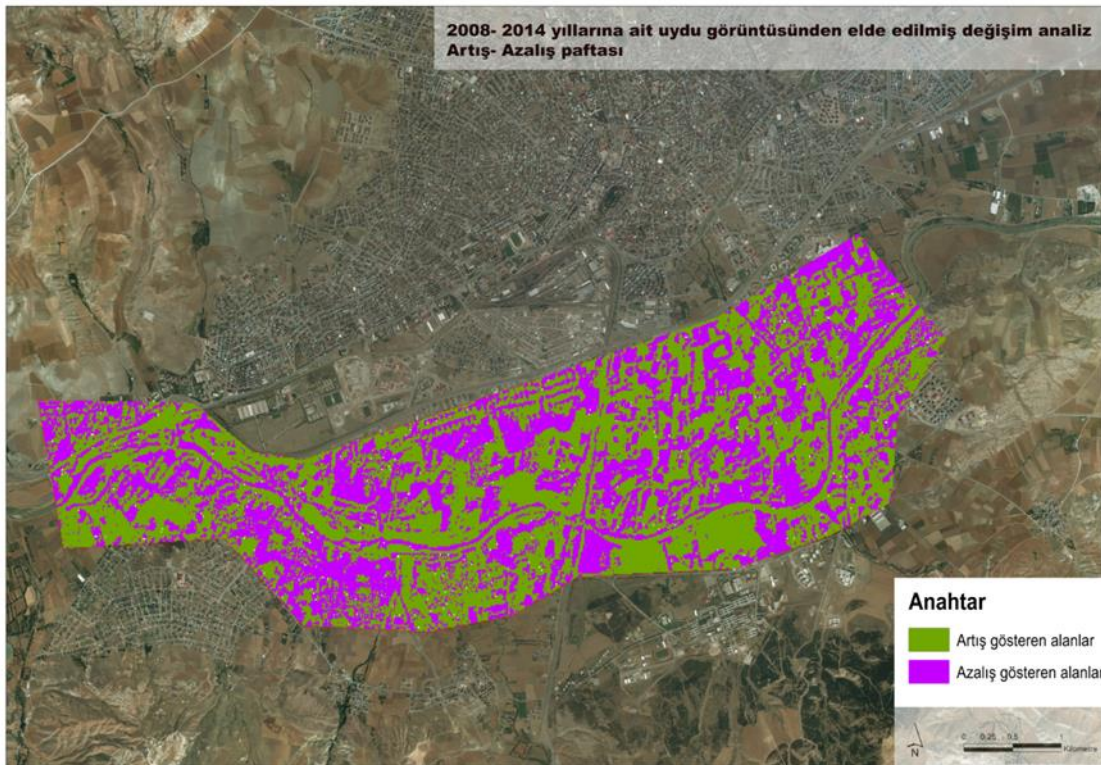 2008- 2014 yıllarına ait uydu görüntüsünden elde edilmiş değişim analiz
Artış- Azalış paftası
Anahtar
Artış gösteren alanlar
Azalış gösteren alanlar
0 0.25 0.5 1
Kilometre
N